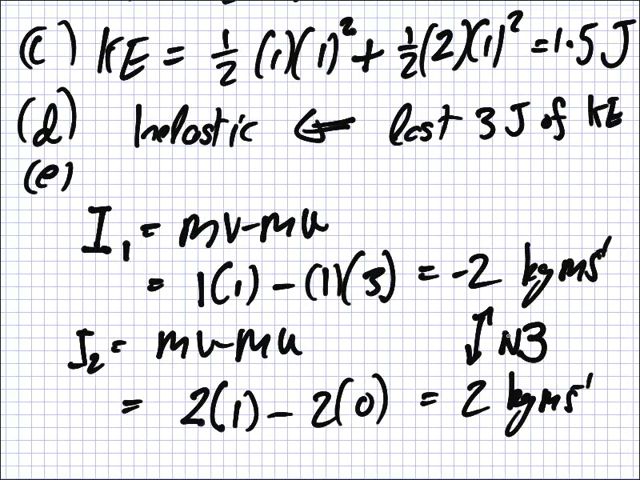 (c) KE = 1/2 (1)(1)² + 1/2(2)(1)² = 1.5 J
(d) Inelastic ← lost 3 J of KE
(e)
I₁ = mv-mu
= 1(1) - (1)(3) = -2 kgms⁻¹
↕ N3
I₂ = mv-mu
= 2(1) - 2(0) = 2 kgms⁻¹